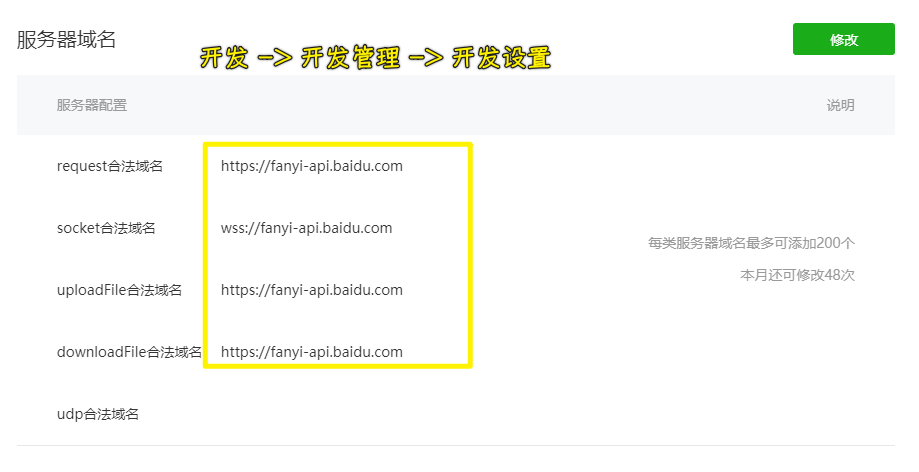 服务器域名
开发 -> 开发管理 -> 开发设置
修改
服务器配置 说明
request合法域名 https://fanyi-api.baidu.com
socket合法域名 wss://fanyi-api.baidu.com
每类服务器域名最多可添加200个
本月还可修改48次
uploadFile合法域名 https://fanyi-api.baidu.com
downloadFile合法域名 https://fanyi-api.baidu.com
udp合法域名